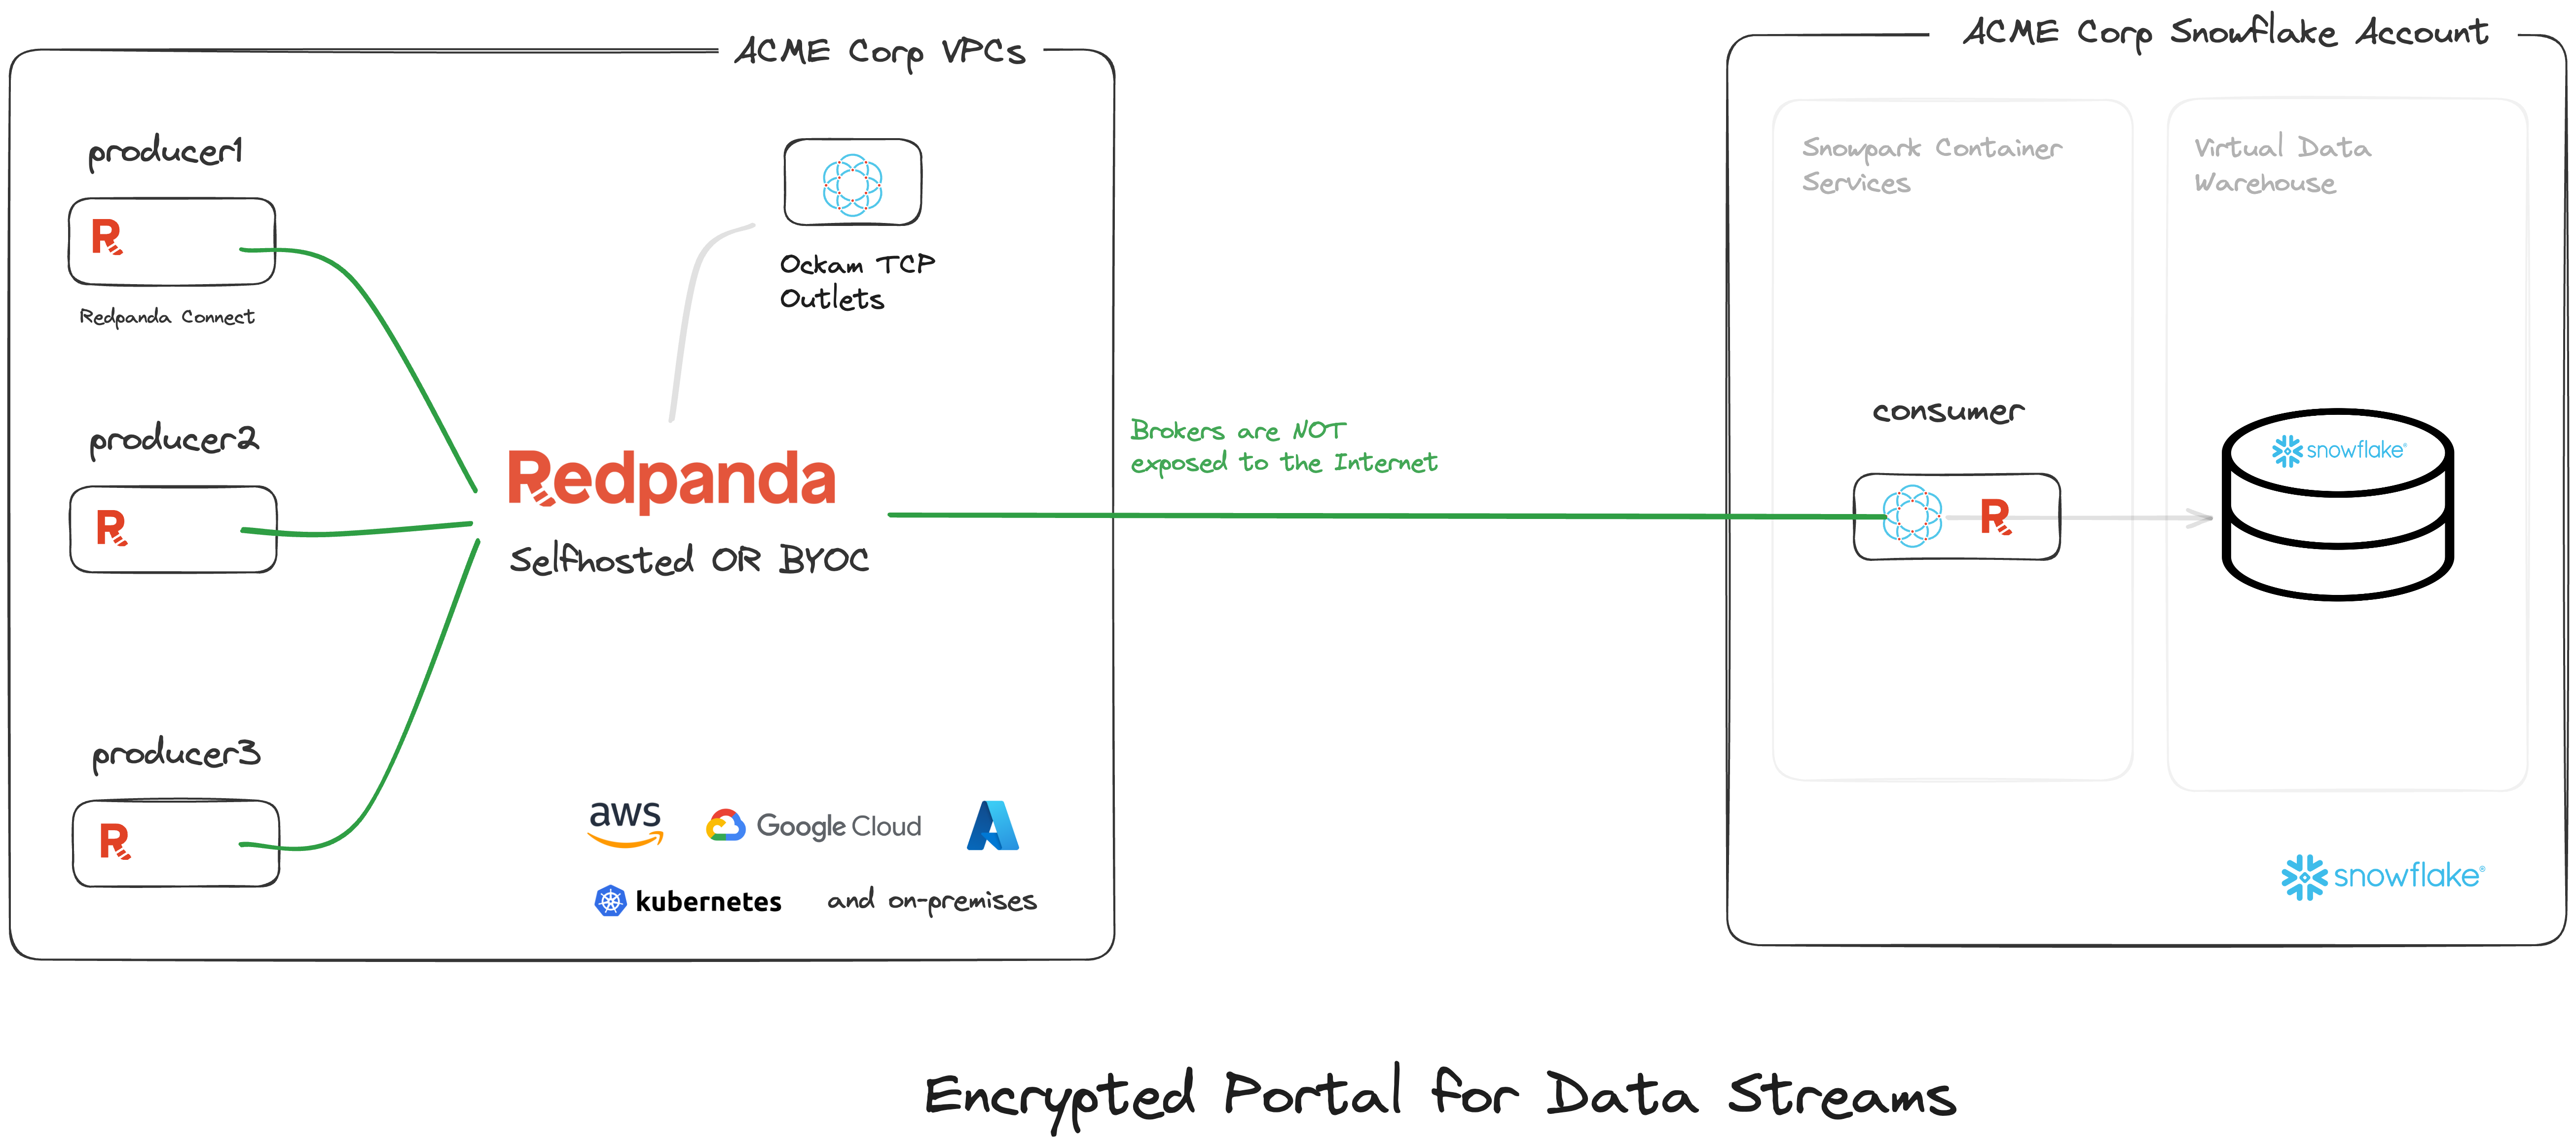 ACME Corp VPCs
producer1
Redpanda Connect
producer2
producer3
Ockam TCP
Outlets
Redpanda
Selfhosted OR BYOC
aws
Google Cloud
kubernetes
and on-premises
Brokers are NOT
exposed to the Internet
ACME Corp Snowflake Account
Snowpark Container
Services
consumer
Virtual Data
Warehouse
snowflake®
snowflake®
Encrypted Portal for Data Streams